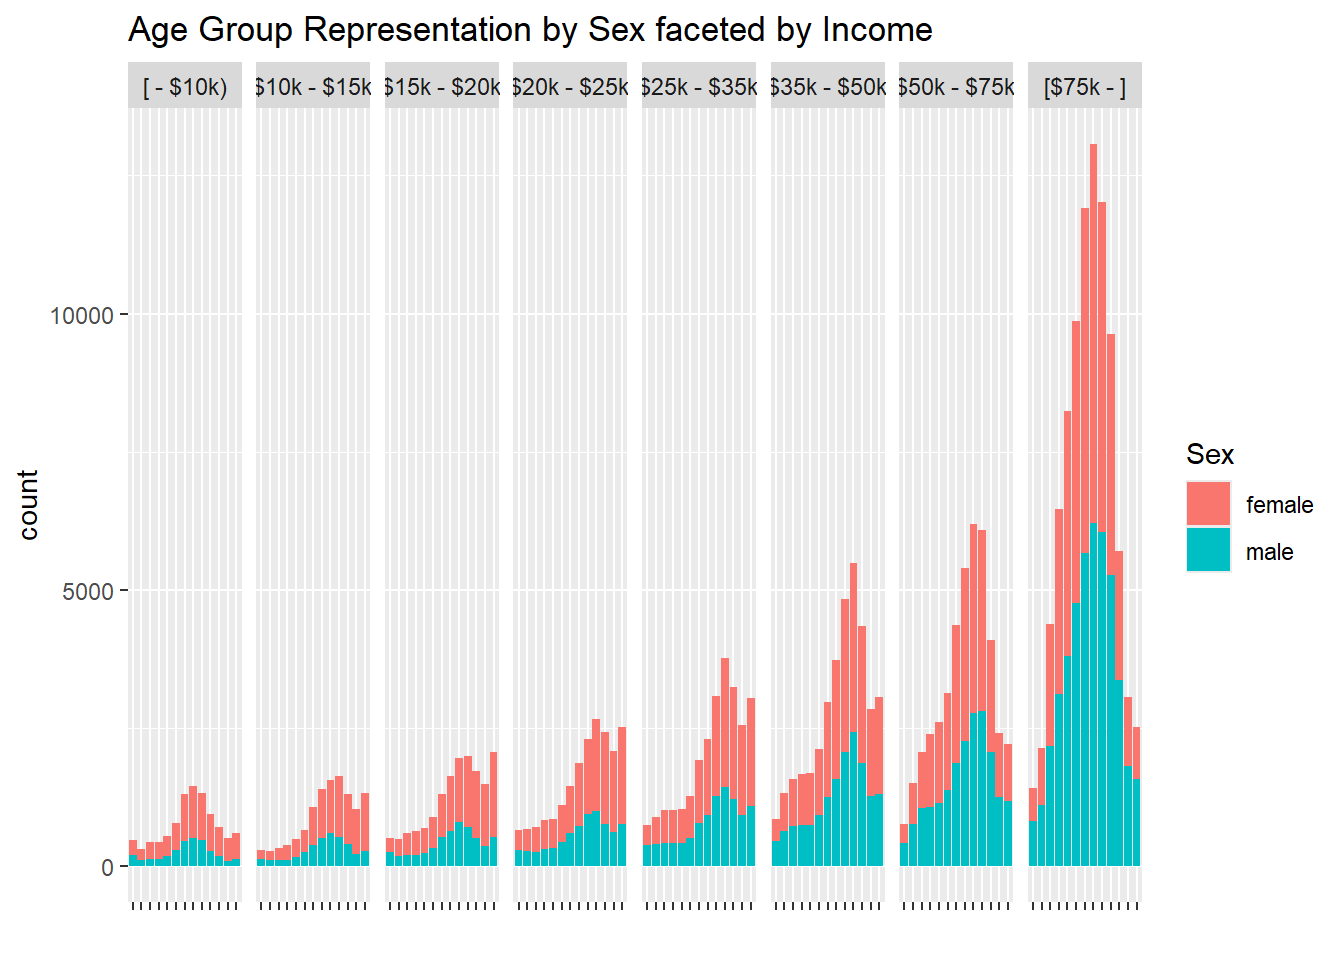 Age Group Representation by Sex faceted by Income
[ - $10k)
$10k - $15k
$15k - $20k
$20k - $25k
$25k - $35k
$35k - $50k
$50k - $75k
[$75k - ]
10000
5000
0
count
Sex
female
male